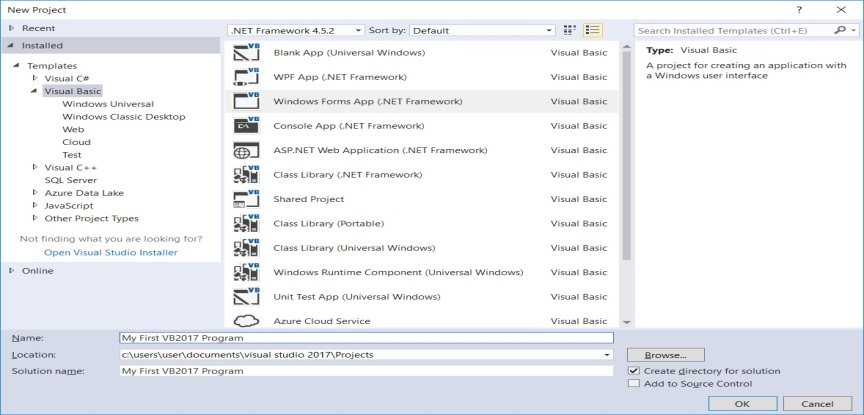 New Project
Recent
.NET Framework 4.5.2
Sort by: Default
Search Installed Templates (Ctrl+E)
Installed
Templates
Visual C#
Visual Basic
Windows Universal
Windows Classic Desktop
Web
Cloud
Test
Visual C++
SQL Server
Azure Data Lake
JavaScript
Other Project Types
Not finding what you are looking for?
Open Visual Studio Installer
Online
Blank App (Universal Windows) Visual Basic
WPF App (.NET Framework) Visual Basic
Windows Forms App (.NET Framework) Visual Basic
Console App (.NET Framework) Visual Basic
ASP.NET Web Application (.NET Framework) Visual Basic
Class Library (.NET Framework) Visual Basic
Shared Project Visual Basic
Class Library (Portable) Visual Basic
Class Library (Universal Windows) Visual Basic
Windows Runtime Component (Universal Windows) Visual Basic
Unit Test App (Universal Windows) Visual Basic
Azure Cloud Service Visual Basic
Type: Visual Basic
A project for creating an application with
a Windows user interface
Name: My First VB2017 Program
Location: c:\users\user\documents\visual studio 2017\Projects
Browse...
Solution name: My First VB2017 Program
Create directory for solution
Add to Source Control
OK
Cancel